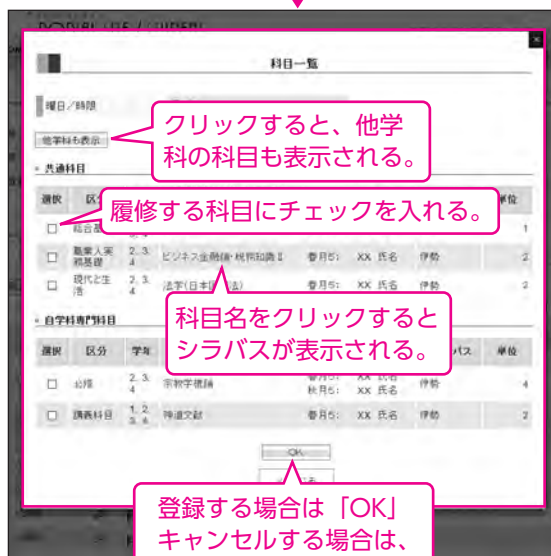 科目一覧
曜日/時限
他学科も表示
クリックすると、他学
科の科目も表示される。
共通科目
選択 区分 単位
履修する科目にチェックを入れる。
総合基 1
職業人実務基礎 2. 3. 4 ビジネス金融論・税務知識Ⅱ 春月5: XX 氏名 伊勢 2
現代と生活 2. 3. 4 法学(日本 法) 春月5: XX 氏名 伊勢 2
科目名をクリックすると
シラバスが表示される。
自学科専門科目
選択 区分 学年 単位
公陸 2. 3. 4 宗教学概論 春月5: 秋月5: XX 氏名 XX 氏名 伊勢 4
講義科目 1. 2. 3. 4 神道文献 春月5: XX 氏名 伊勢 2
OK
登録する場合は「OK」
キャンセルする場合は、